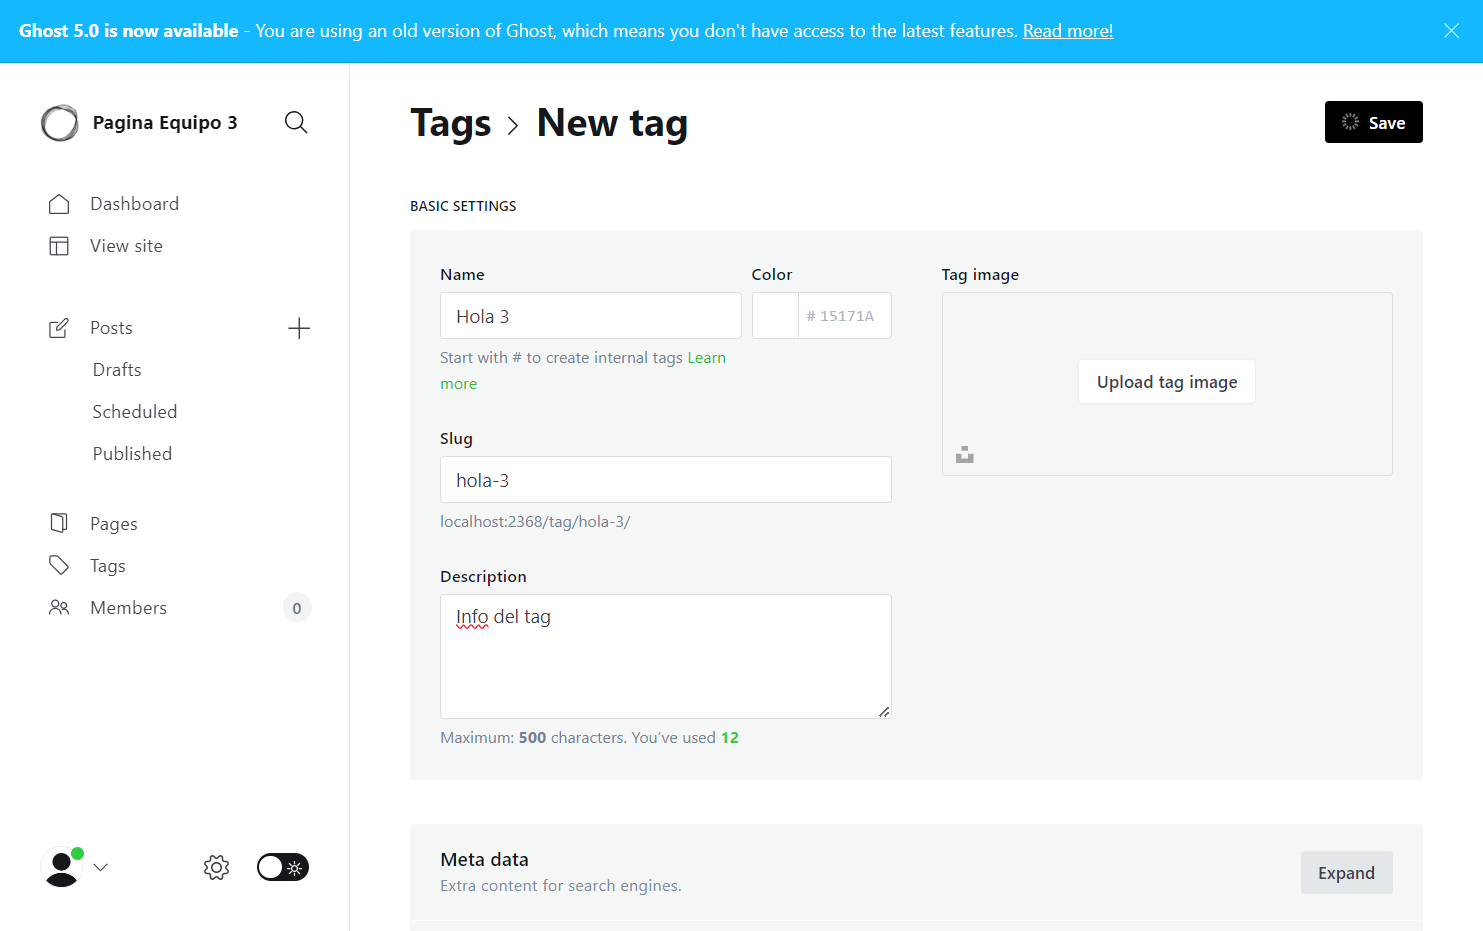 Ghost 5.0 is now available - You are using an old version of Ghost, which means you don't have access to the latest features. Read more!
Pagina Equipo 3
Dashboard
View site
Posts
Drafts
Scheduled
Published
Pages
Tags
Members
0
Tags > New tag
Save
BASIC SETTINGS
Name
Hola 3
Start with # to create internal tags Learn
more
Color
# 15171A
Slug
hola-3
localhost:2368/tag/hola-3/
Description
Info del tag
Maximum: 500 characters. You've used 12
Tag image
Upload tag image
Meta data
Extra content for search engines.
Expand